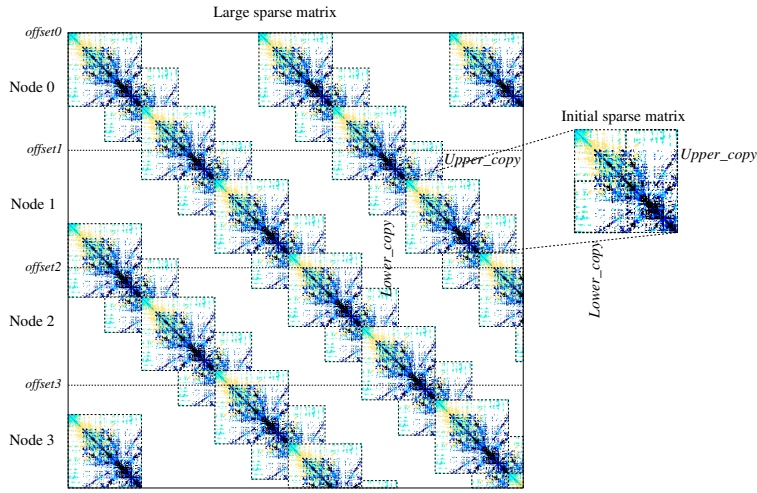 Large sparse matrix
offset0
Node 0
Initial sparse matrix
offset1
Upper_copy
Upper_copy
Node 1
Lower_copy
Lower_copy
offset2
Node 2
offset3
Node 3